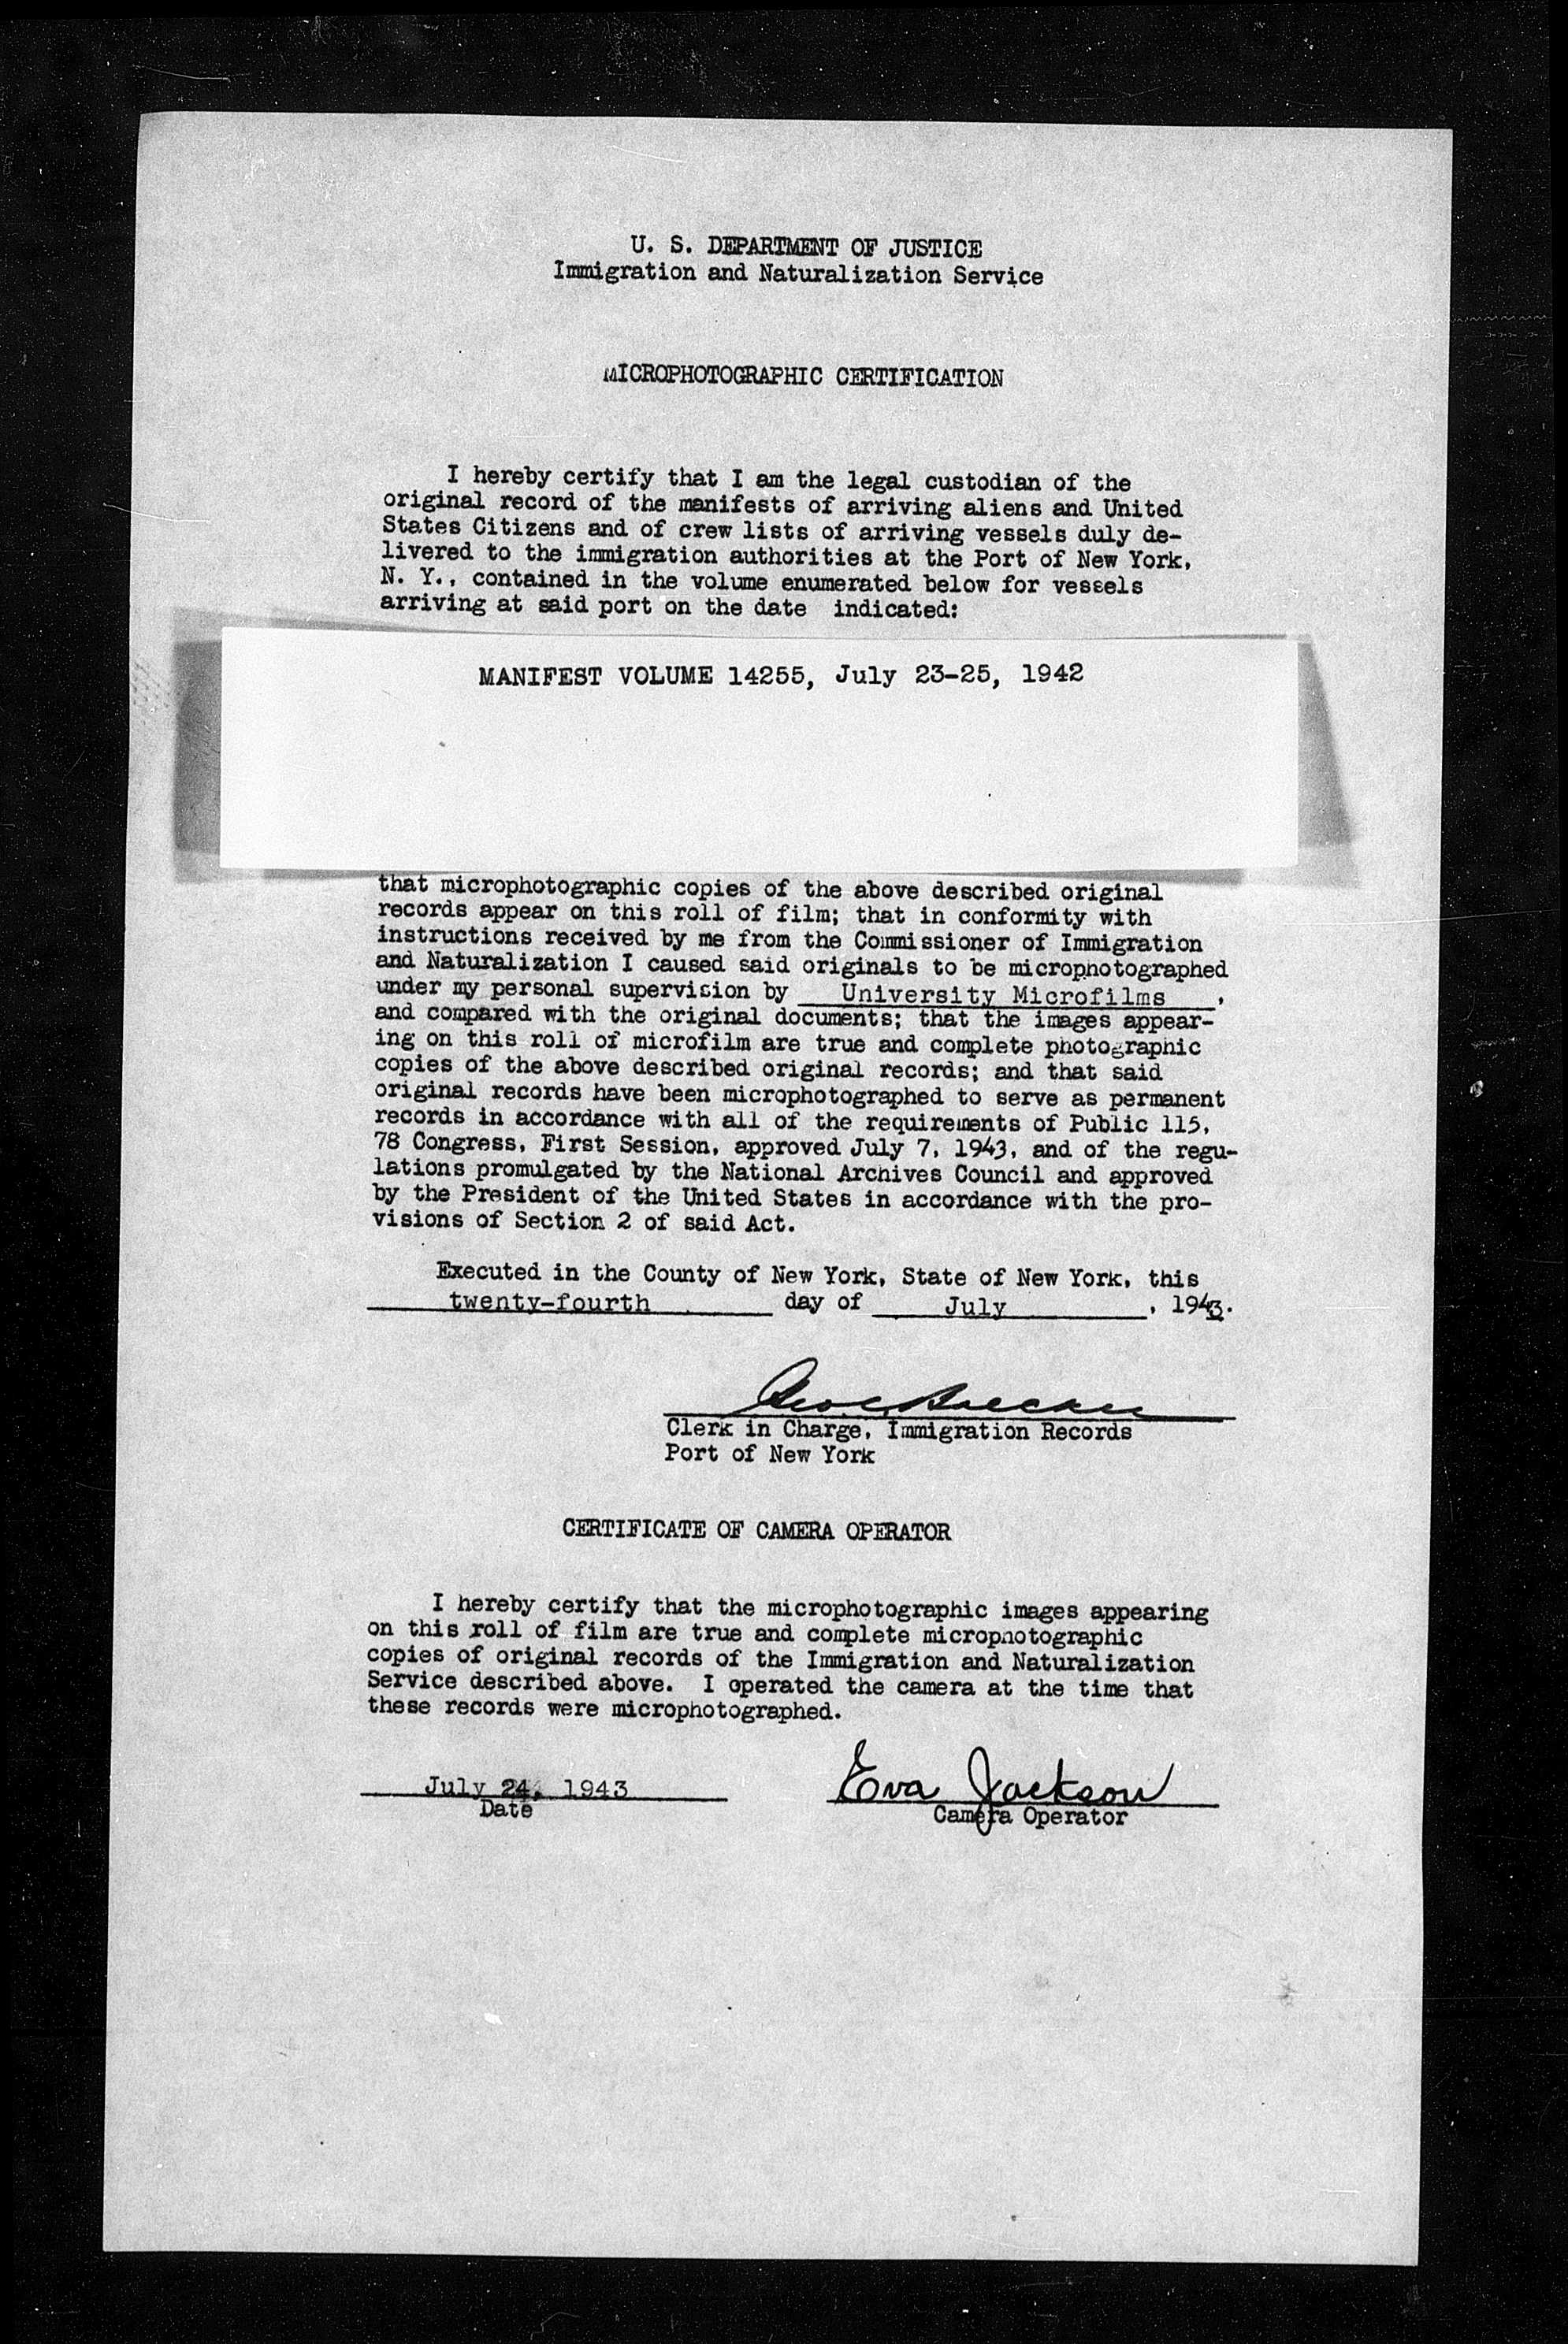 U. S. DEPARTMENT OF JUSTICE
Immigration and Naturalization Service
MICROPHOTOGRAPHIC CERTIFICATION
I hereby certify that I am the legal custodian of the
original record of the manifests of arriving aliens and United
States Citizens and of crew lists of arriving vessels duly de-
livered to the immigration authorities at the Port of New York,
N. Y., contained in the volume enumerated below for vessels
arriving at said port on the date indicated:
MANIFEST VOLUME 14255, July 23-25, 1942
that microphotographic copies of the above described original
records appear on this roll of film; that in conformity with
instructions received by me from the Commissioner of Immigration
and Naturalization I caused said originals to be microphotographed
under my personal supervision by University Microfilms,
and compared with the original documents; that the images appear-
ing on this roll of microfilm are true and complete photographic
copies of the above described original records; and that said
original records have been microphotographed to serve as permanent
records in accordance with all of the requirements of Public 115,
78 Congress, First Session, approved July 7, 1943, and of the regu-
lations promulgated by the National Archives Council and approved
by the President of the United States in accordance with the pro-
visions of Section 2 of said Act.
Executed in the County of New York, State of New York, this
twenty-fourth day of July, 1943.
Clerk in Charge, Immigration Records
Port of New York
CERTIFICATE OF CAMERA OPERATOR
I hereby certify that the microphotographic images appearing
on this roll of film are true and complete microphotographic
copies of original records of the Immigration and Naturalization
Service described above. I operated the camera at the time that
these records were microphotographed.
July 24, 1943 Eva Jackson
Date Camera Operator